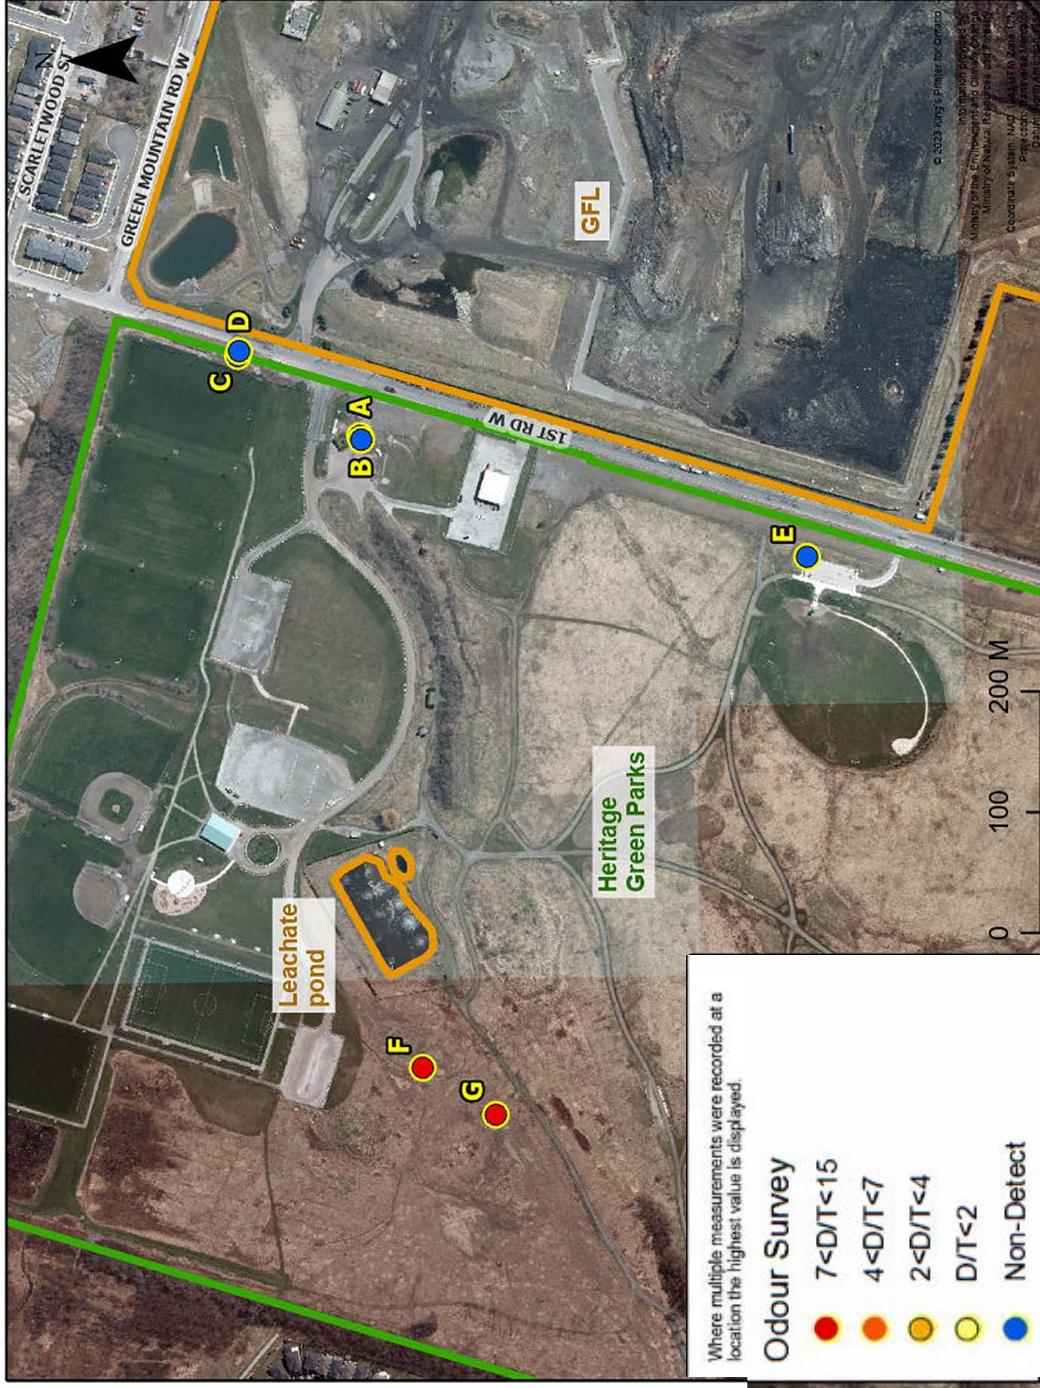 SCARLETWOOD ST
N
GREEN MOUNTAIN RD W
D
C
A
B
1ST RD W
GFL
E
Heritage
Green Parks
Leachate
pond
F
G
0 100 200 M
© 2023 King's Printer for Ontario
Where multiple measurements were recorded at a
location the highest value is displayed.
Odour Survey
7<D/T<15
4<D/T<7
2<D/T<4
D/T<2
Non-Detect